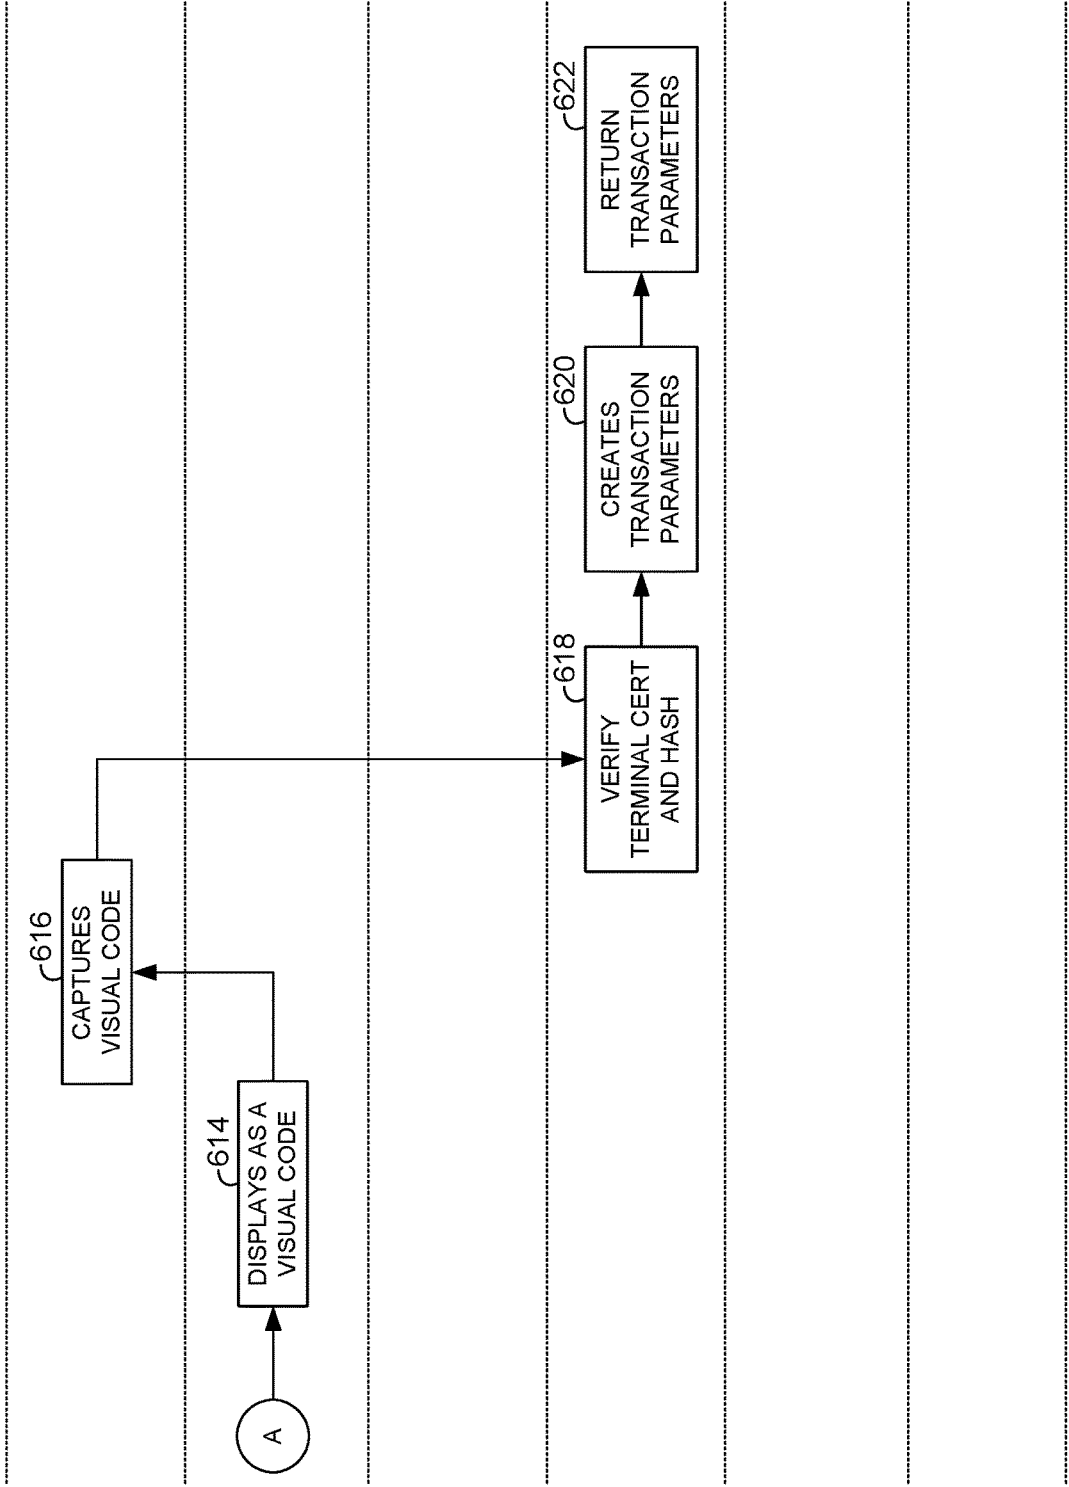 A
614
DISPLAYS AS A
VISUAL CODE
616
CAPTURES
VISUAL CODE
618
VERIFY
TERMINAL CERT
AND HASH
620
CREATES
TRANSACTION
PARAMETERS
622
RETURN
TRANSACTION
PARAMETERS